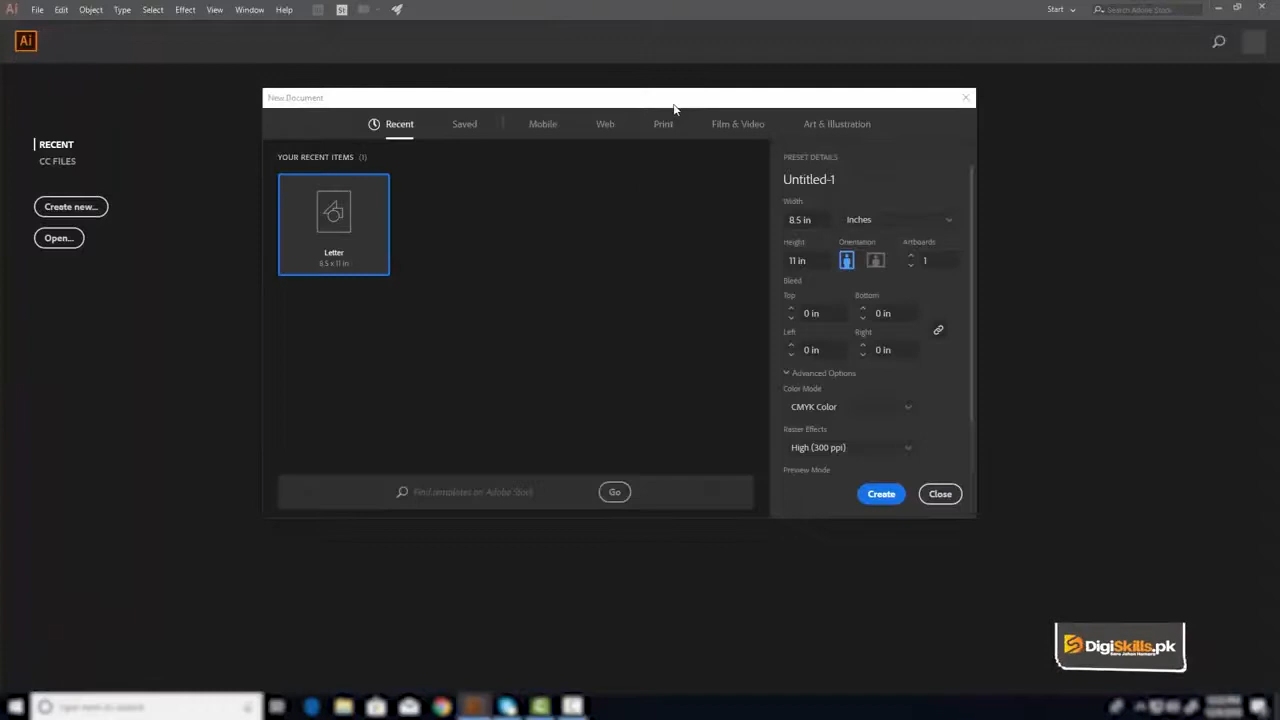 Ai File Edit Object Type Select Effect View Window Help St Start Search Adobe Stock
Ai
New Document
Recent Saved Mobile Web Print Film & Video Art & Illustration
RECENT
CC FILES
Create new...
Open...
YOUR RECENT ITEMS (1)
Letter
8.5 x 11 in
Find templates on Adobe Stock
Go
PRESET DETAILS
Untitled-1
Width
8.5 in Inches
Height Orientation Artboards
11 in 1
Bleed
Top Bottom
0 in 0 in
Left Right
0 in 0 in
Advanced Options
Color Mode
CMYK Color
Raster Effects
High (300 ppi)
Preview Mode
Create Close
DigiSkills.pk